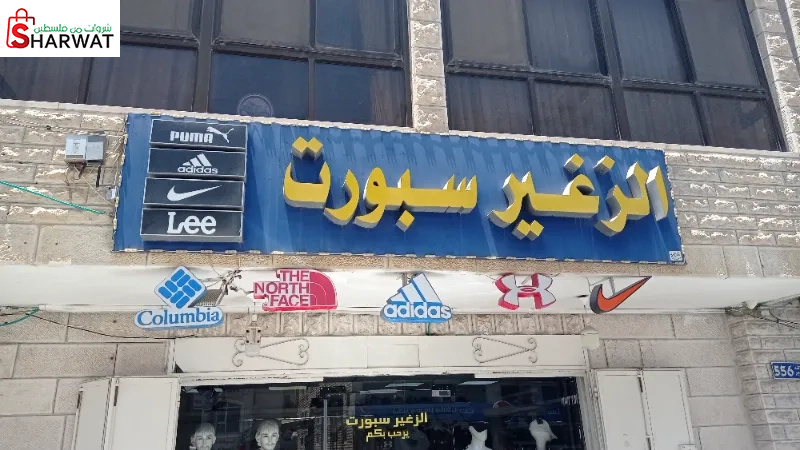 شروات من فلسطين
SHARWAT
PUMA
adidas
Lee
الزغير سبورت
Columbia
THE
NORTH
FACE
adidas
556
الزغير سبورت
يرحب بكم